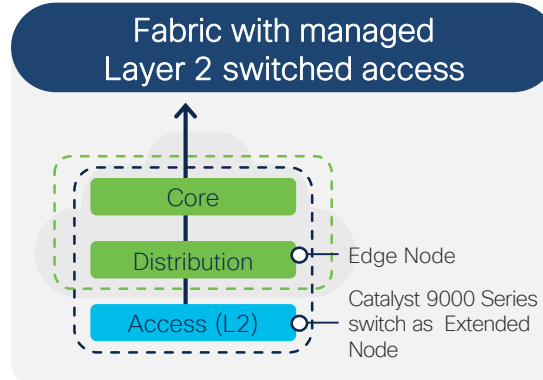 Fabric with managed
Layer 2 switched access
Core
Distribution
Edge Node
Access (L2)
Catalyst 9000 Series
switch as Extended
Node